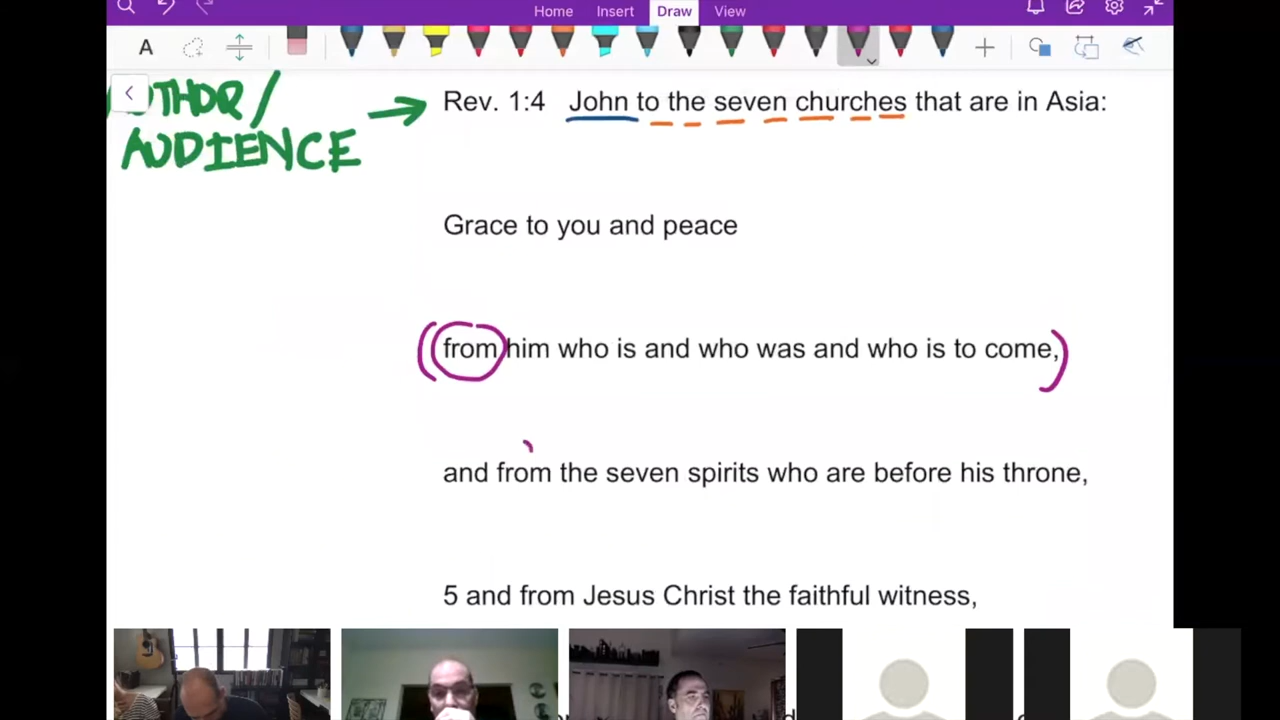 Home Insert Draw View
A
THOR/
AUDIENCE
Rev. 1:4 John to the seven churches that are in Asia:
Grace to you and peace
from him who is and who was and who is to come,
and from the seven spirits who are before his throne,
5 and from Jesus Christ the faithful witness,